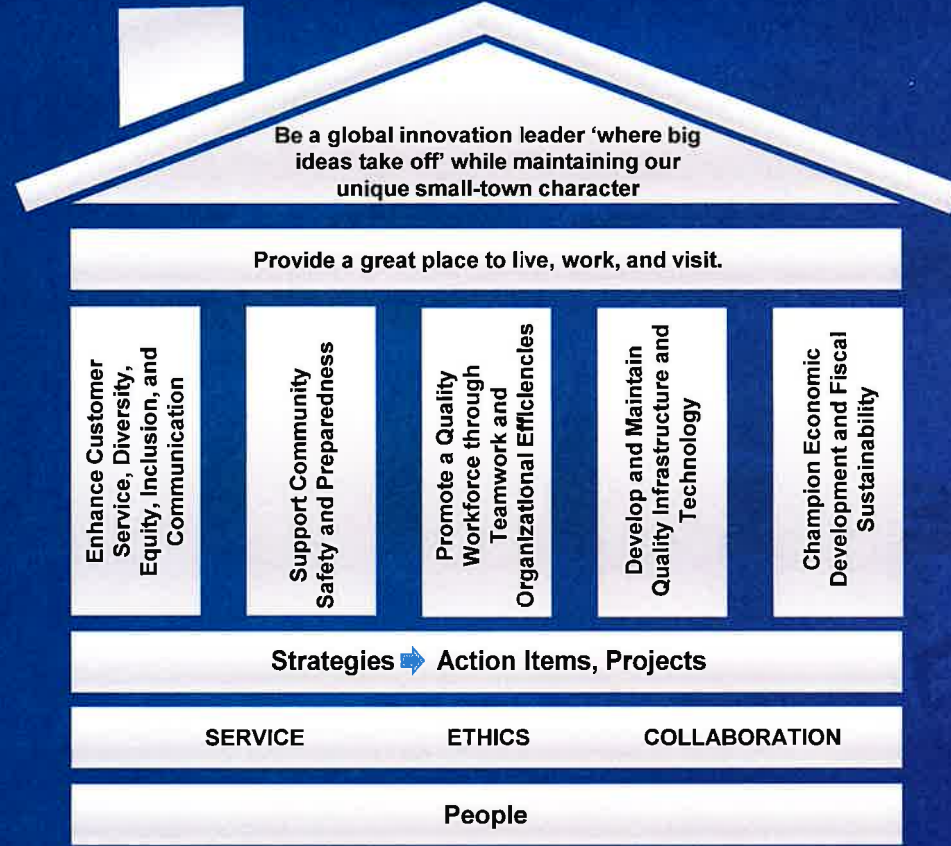 Be a global innovation leader ‘where big
ideas take off’ while maintaining our
unique small-town character
Provide a great place to live, work, and visit.
Enhance Customer
Service, Diversity,
Equity, Inclusion, and
Communication
Support Community
Safety and Preparedness
Promote a Quality
Workforce through
Teamwork and
Organizational Efficiencies
Develop and Maintain
Quality Infrastructure and
Technology
Champion Economic
Development and Fiscal
Sustainability
Strategies Action Items, Projects
SERVICE ETHICS COLLABORATION
People